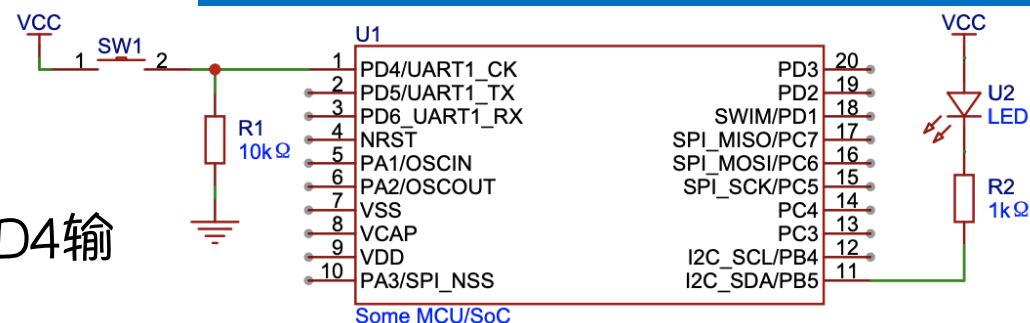 VCC
SW1
1 2
R1
10kΩ
D4输
U1
1 PD4/UART1_CK
2 PD5/UART1_TX
3 PD6_UART1_RX
4 NRST
5 PA1/OSCIN
6 PA2/OSCOUT
7 VSS
8 VCAP
9 VDD
10 PA3/SPI_NSS
PD3 20
PD2 19
SWIM/PD1 18
SPI_MISO/PC7 17
SPI_MOSI/PC6 16
SPI_SCK/PC5 15
PC4 14
PC3 13
I2C_SCL/PB4 12
I2C_SDA/PB5 11
Some MCU/SoC
VCC
U2
LED
R2
1kΩ